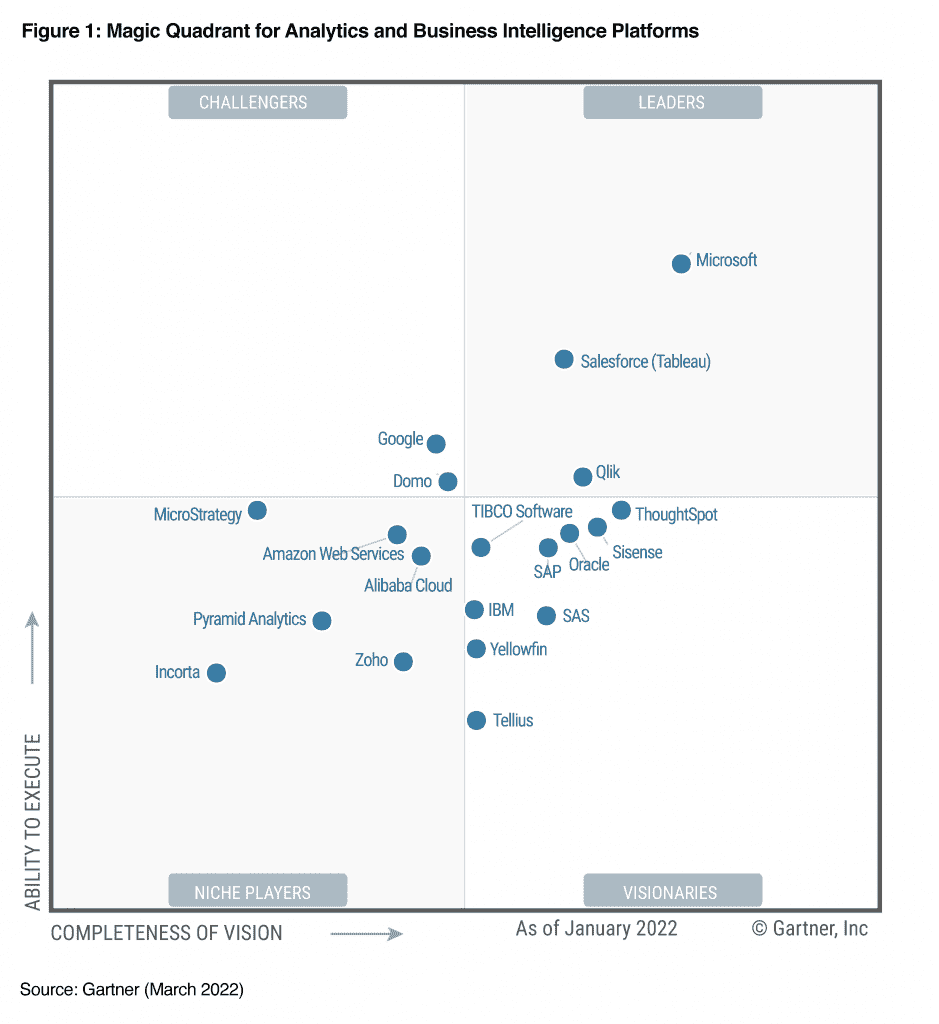 Figure 1: Magic Quadrant for Analytics and Business Intelligence Platforms
CHALLENGERS
LEADERS
Microsoft
Salesforce (Tableau)
Google
Domo
Qlik
MicroStrategy
TIBCO Software
ThoughtSpot
Amazon Web Services
Sisense
Oracle
SAP
Alibaba Cloud
IBM
SAS
Pyramid Analytics
Yellowfin
Zoho
Incorta
Tellius
ABILITY TO EXECUTE
NICHE PLAYERS
VISIONARIES
COMPLETENESS OF VISION
As of January 2022
© Gartner, Inc
Source: Gartner (March 2022)